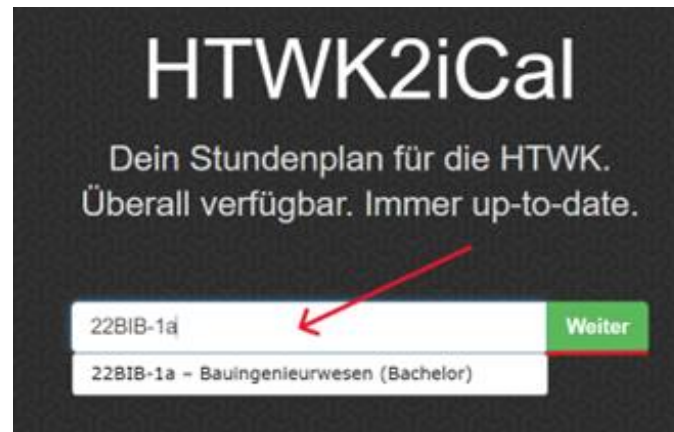 HTWK2iCal
Dein Stundenplan für die HTWK.
Überall verfügbar. Immer up-to-date.
22BIB-1a
Weiter
22BIB-1a – Bauingenieurwesen (Bachelor)